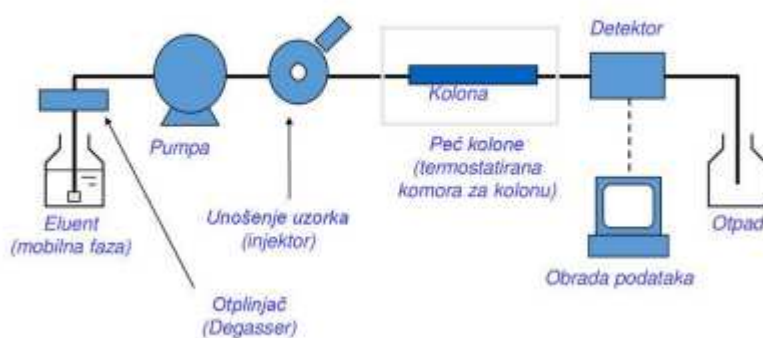 Detektor
Kolona
Pumpa
Peć kolone
(termostatirana
komora za kolonu)
Unošenje uzorka
(injektor)
Eluent
(mobilna faza)
Otpad
Obrada podataka
Otplinjač
(Degasser)